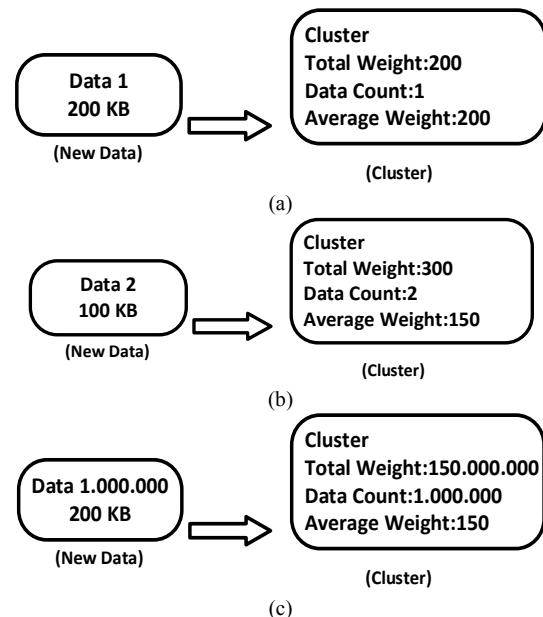 Data 1
200 KB
(New Data)
Cluster
Total Weight:200
Data Count:1
Average Weight:200
(Cluster)
(a)
Data 2
100 KB
(New Data)
Cluster
Total Weight:300
Data Count:2
Average Weight:150
(Cluster)
(b)
Data 1.000.000
200 KB
(New Data)
Cluster
Total Weight:150.000.000
Data Count:1.000.000
Average Weight:150
(Cluster)
(c)